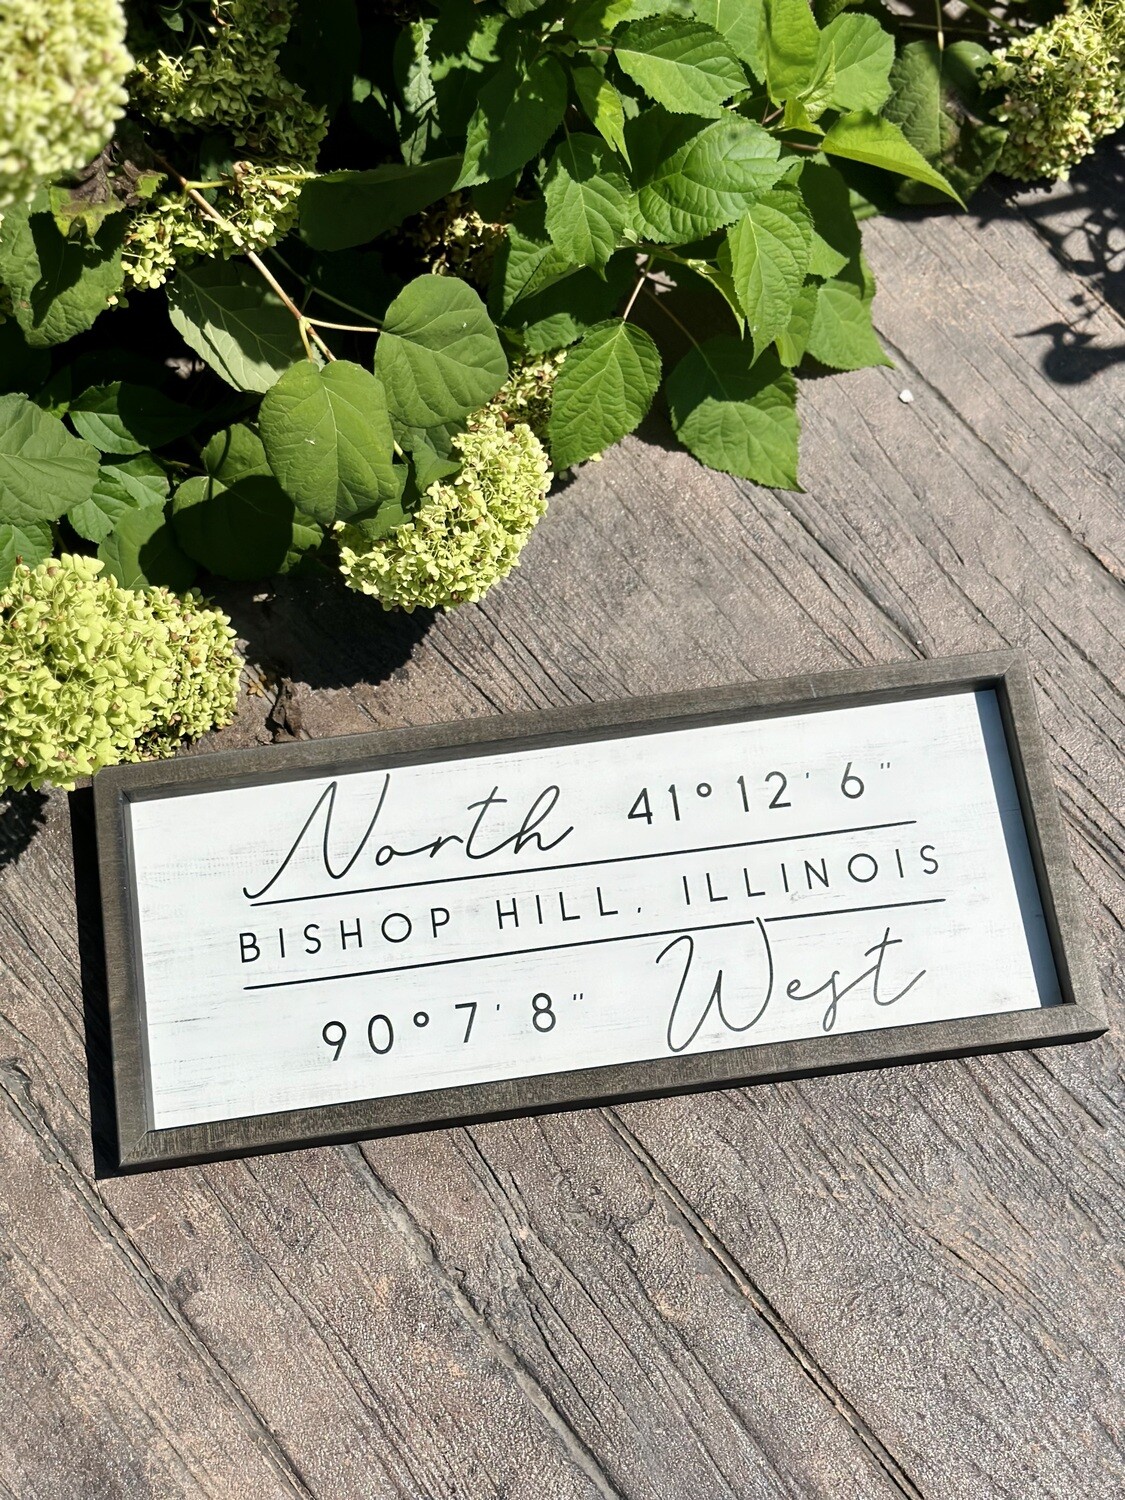 North 41° 12' 6"
BISHOP HILL, ILLINOIS
90° 7' 8" West